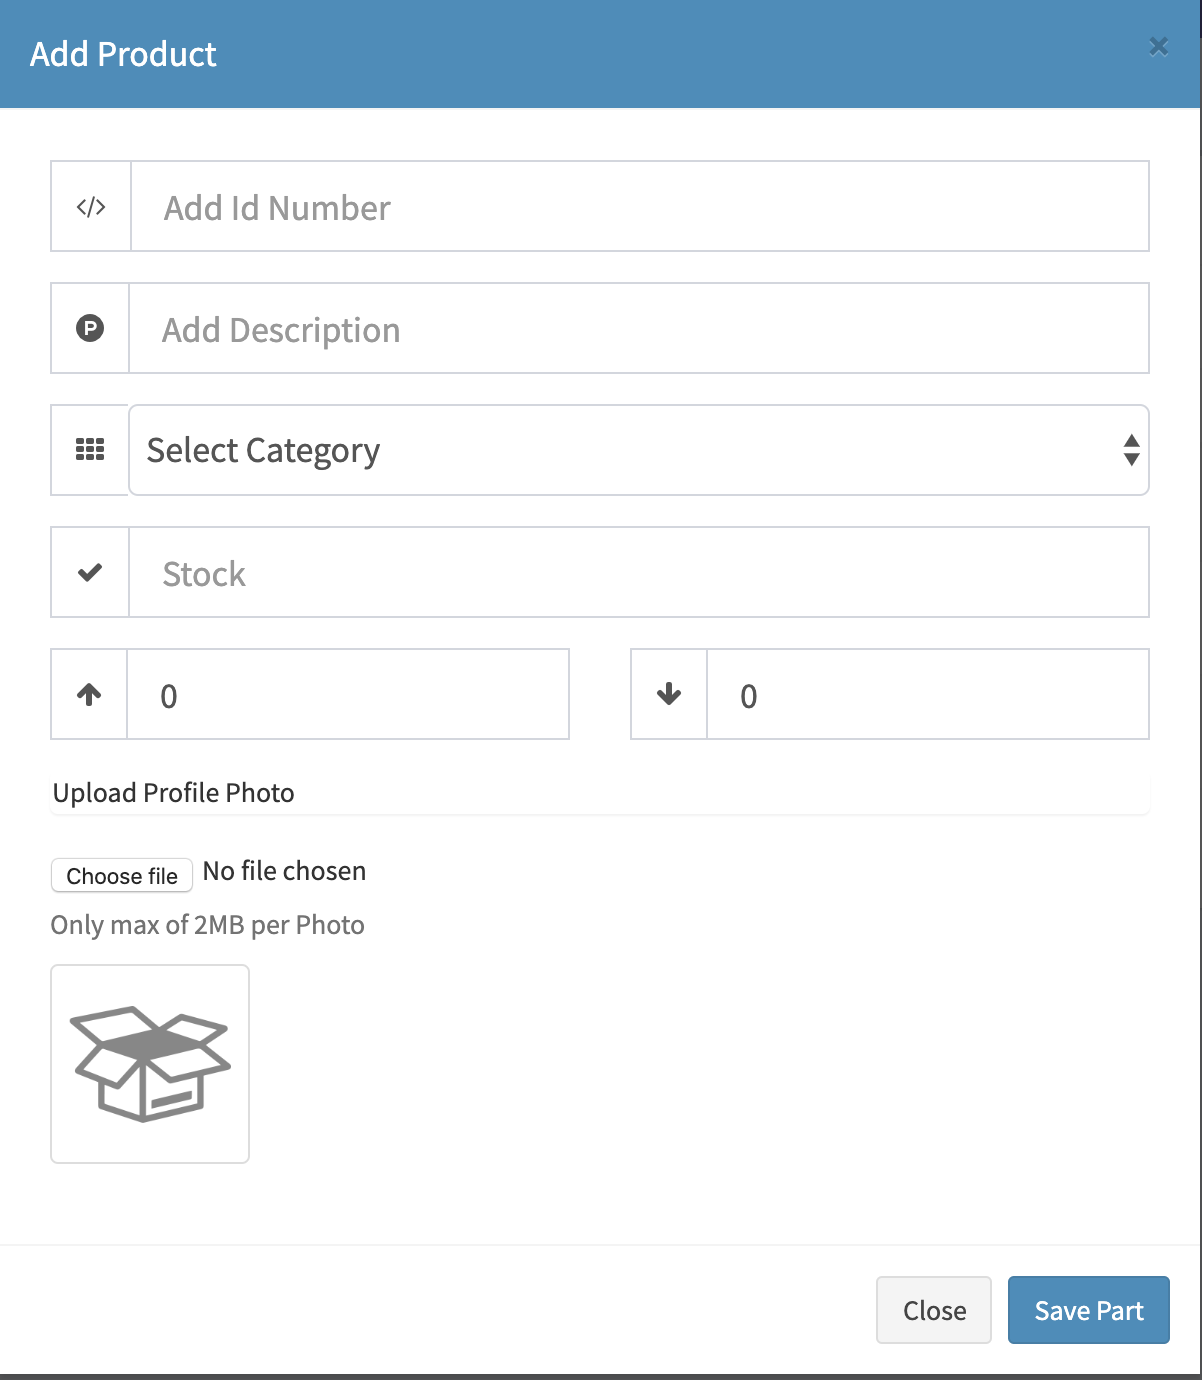 Add Product
Add Id Number
Add Description
Select Category
Stock
0
0
Upload Profile Photo
Choose file No file chosen
Only max of 2MB per Photo
Close
Save Part